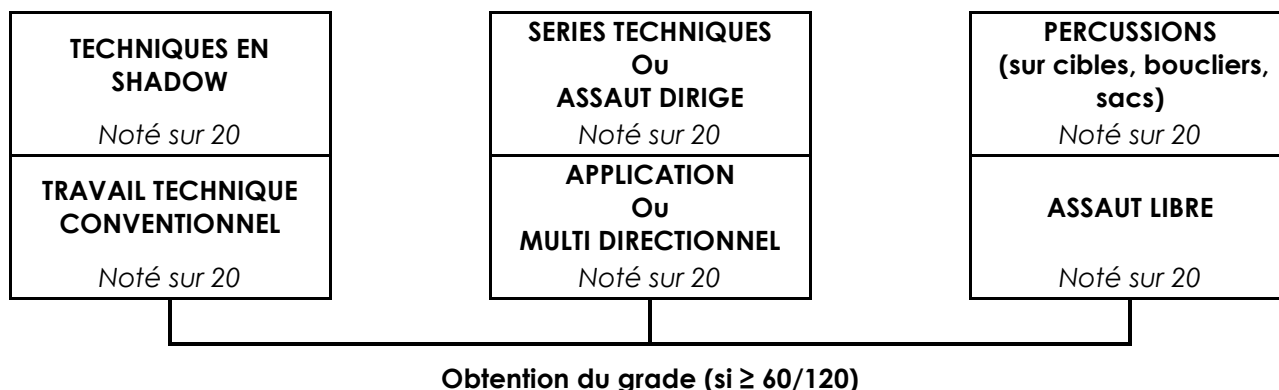 TECHNIQUES EN
SHADOW
Noté sur 20
TRAVAIL TECHNIQUE
CONVENTIONNEL
Noté sur 20
SERIES TECHNIQUES
Ou
ASSAUT DIRIGE
Noté sur 20
APPLICATION
Ou
MULTI DIRECTIONNEL
Noté sur 20
PERCUSSIONS
(sur cibles, boucliers,
sacs)
Noté sur 20
ASSAUT LIBRE
Noté sur 20
Obtention du grade (si ≥ 60/120)